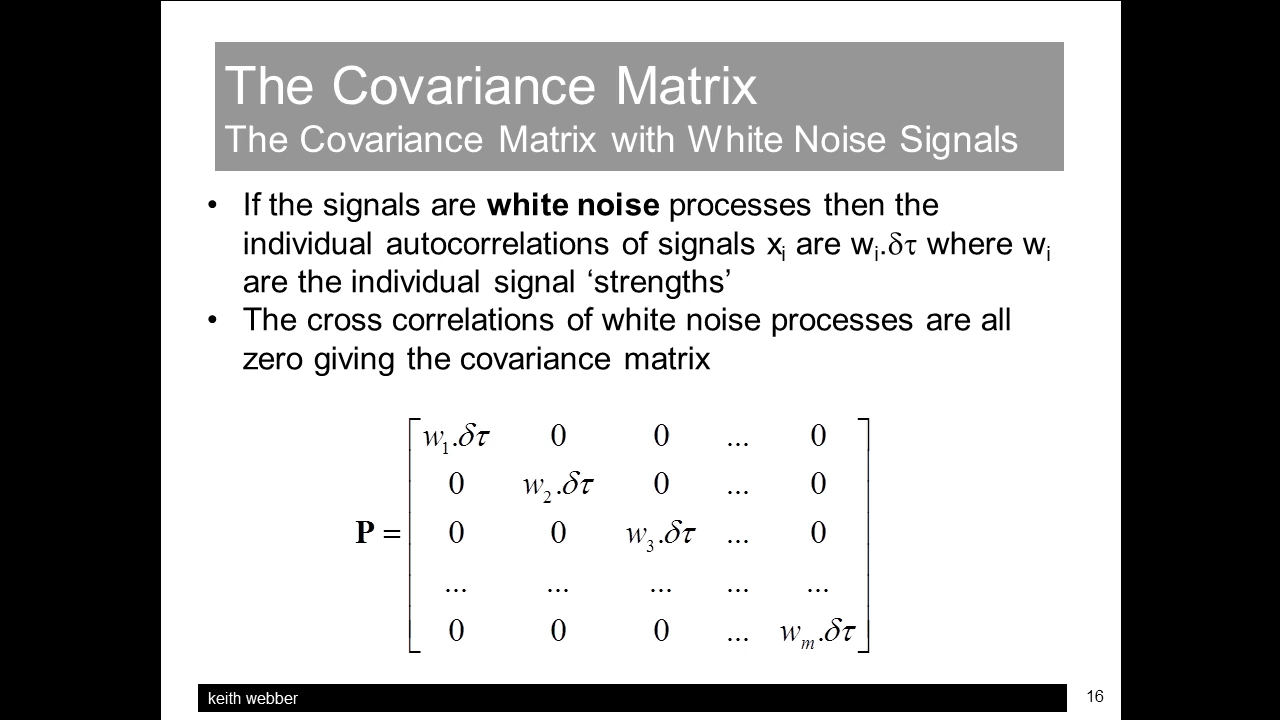 The Covariance Matrix
The Covariance Matrix with White Noise Signals
• If the signals are white noise processes then the
individual autocorrelations of signals xᵢ are wᵢ.δτ where wᵢ
are the individual signal ‘strengths’
• The cross correlations of white noise processes are all
zero giving the covariance matrix
w₁.δτ 0 0 ... 0
0 w₂.δτ 0 ... 0
P = 0 0 w₃.δτ ... 0
... ... ... ... ...
0 0 0 ... wₘ.δτ
keith webber 16